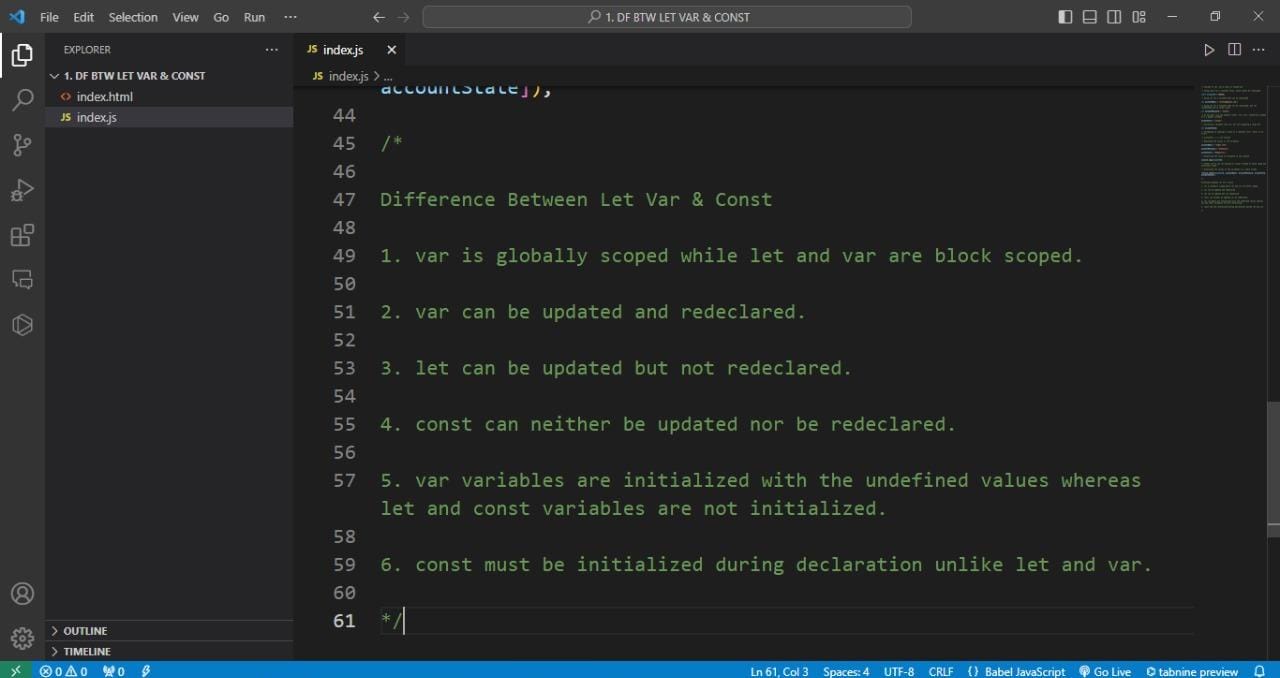 File Edit Selection View Go Run ···
1. DF BTW LET VAR & CONST
EXPLORER
1. DF BTW LET VAR & CONST
index.html
JS index.js
OUTLINE
TIMELINE
JS index.js
JS index.js > ...
accountState]);
44
45 /*
46
47 Difference Between Let Var & Const
48
49 1. var is globally scoped while let and var are block scoped.
50
51 2. var can be updated and redeclared.
52
53 3. let can be updated but not redeclared.
54
55 4. const can neither be updated nor be redeclared.
56
57 5. var variables are initialized with the undefined values whereas
let and const variables are not initialized.
58
59 6. const must be initialized during declaration unlike let and var.
60
61 */
0 0 0 Ln 61, Col 3 Spaces: 4 UTF-8 CRLF {} Babel JavaScript Go Live tabnine preview